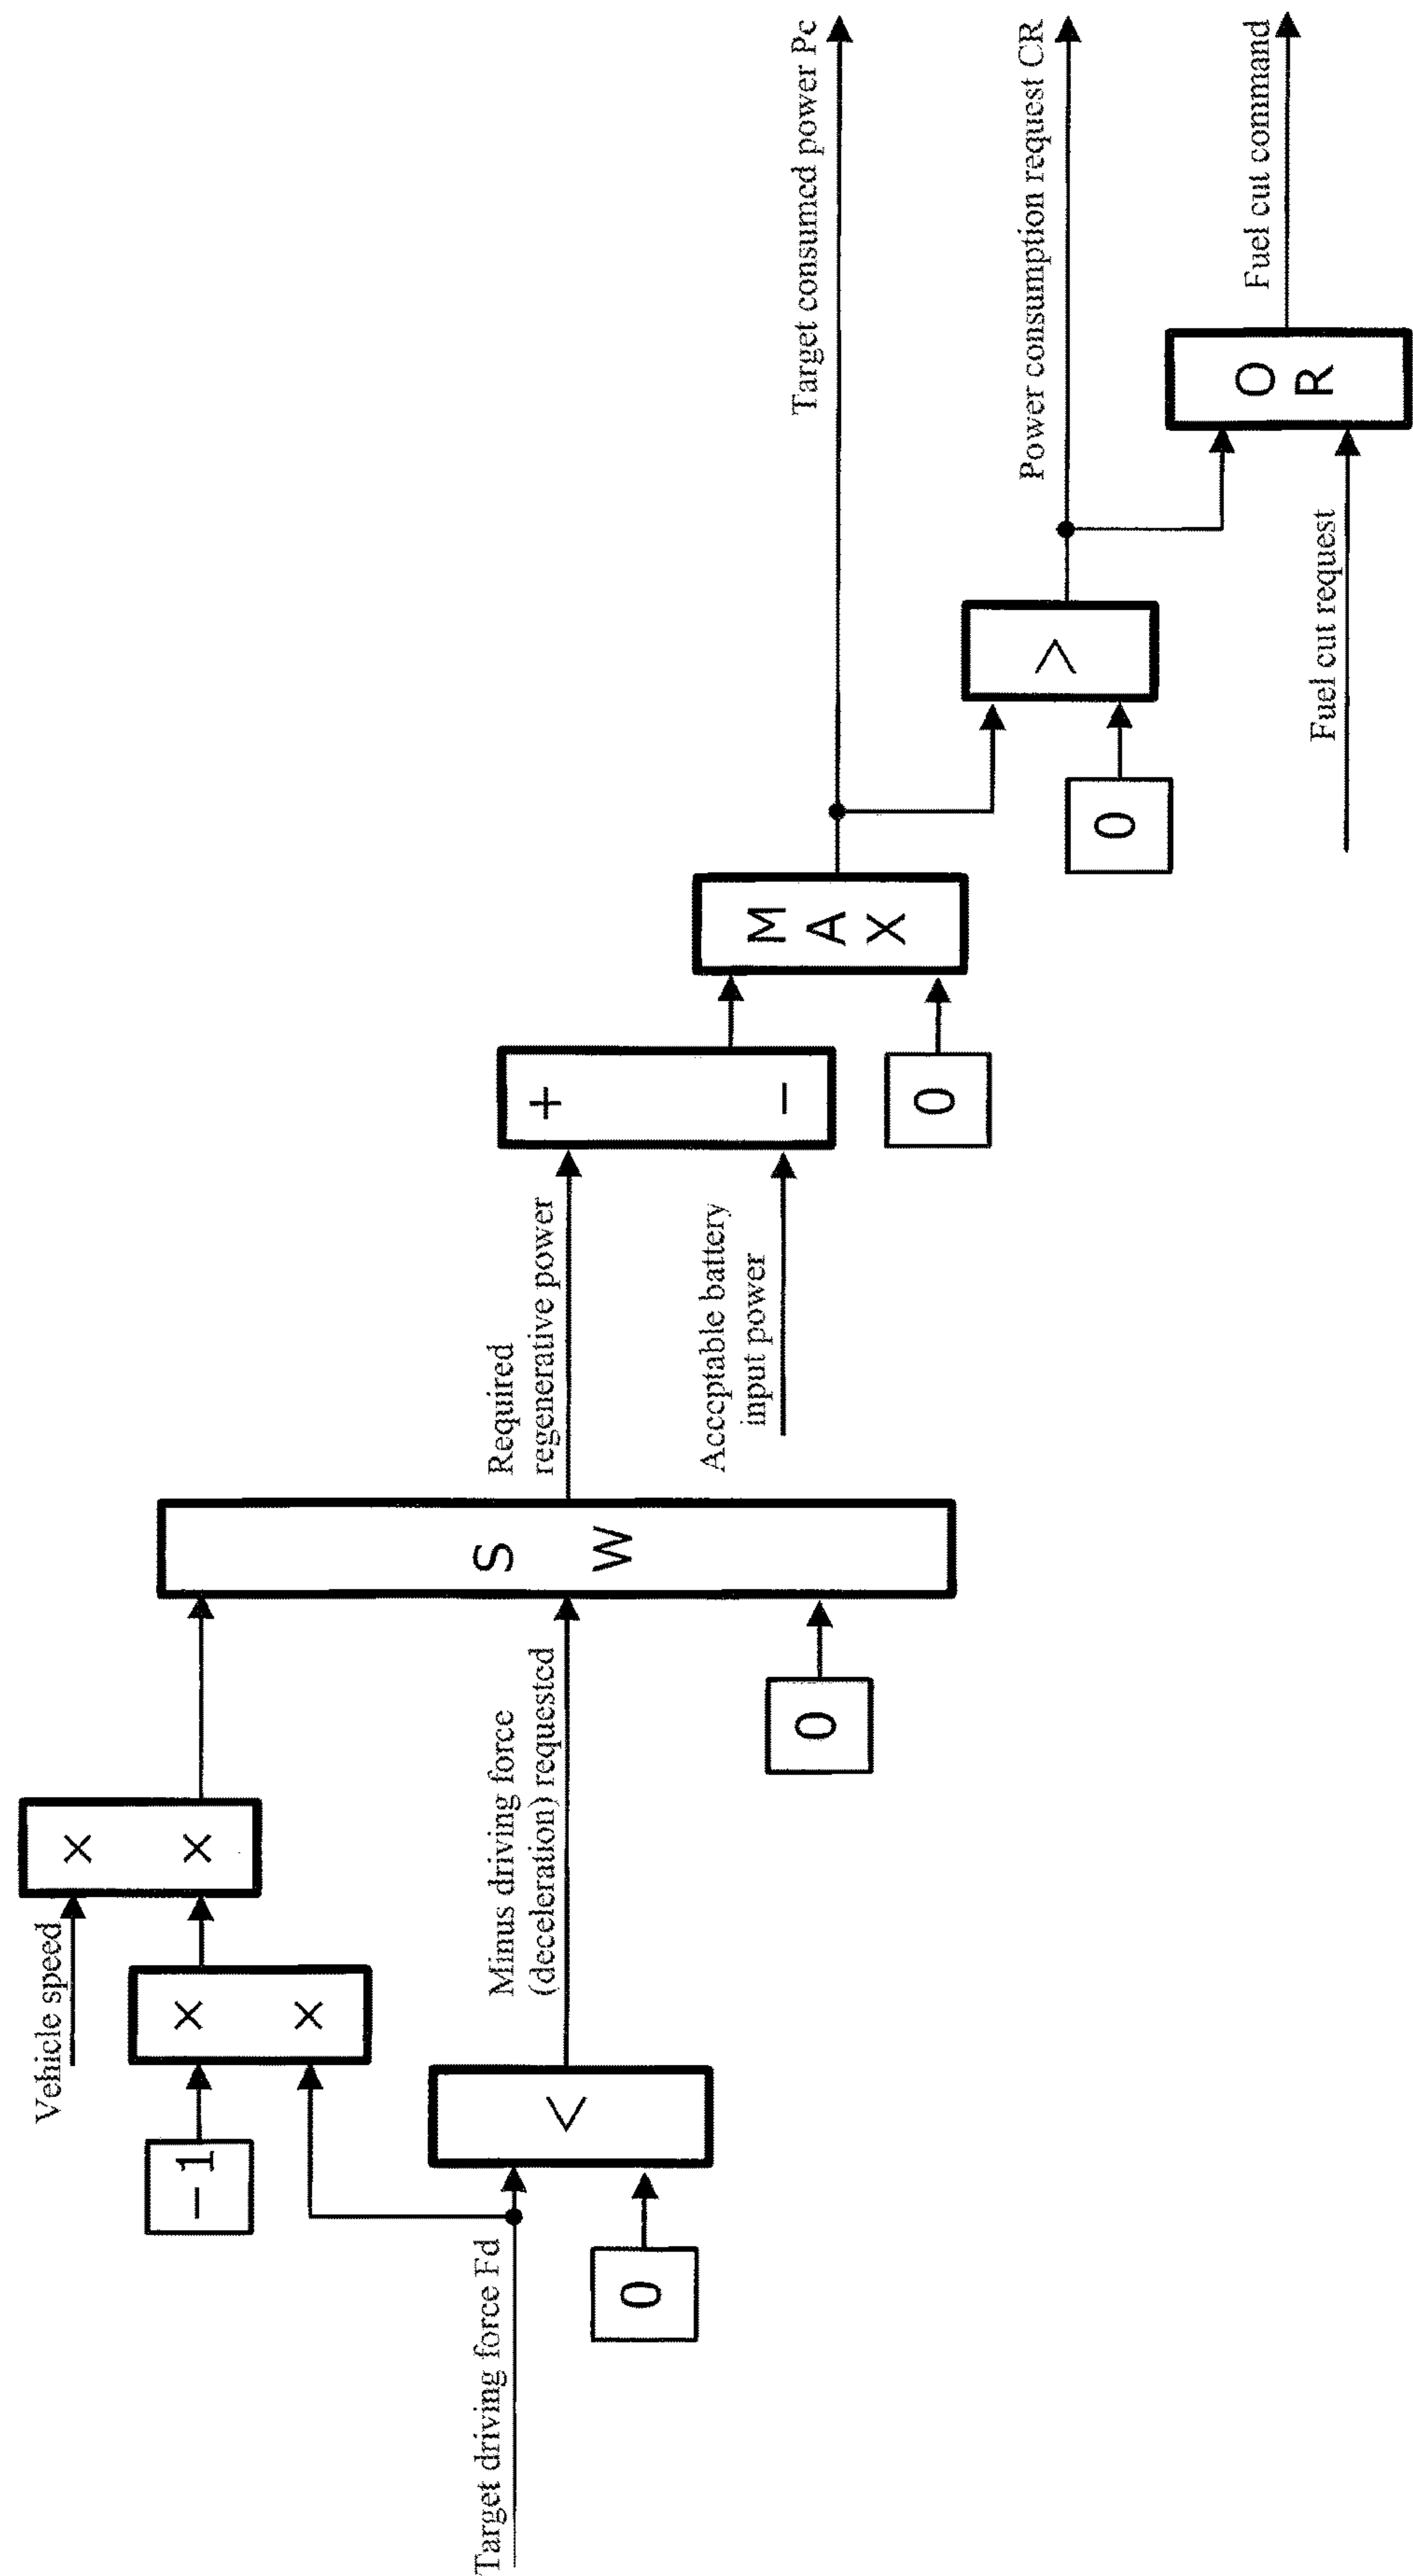 Vehicle speed
×
×
-1
×
×
Target driving force Fd
<
0
Minus driving force
(deceleration) requested
0
S
W
Required
regenerative power
Acceptable battery
input power
+
-
0
M
A
X
Target consumed power Pc
0
>
Power consumption request CR
Fuel cut request
O
R
Fuel cut command